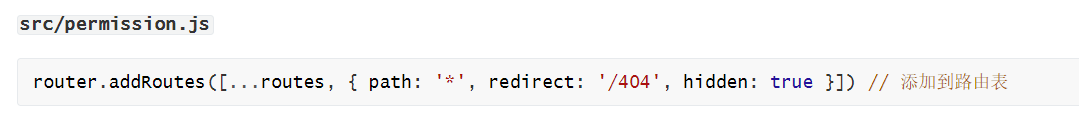 src/permission.js
router.addRoutes([...routes, { path: '*', redirect: '/404', hidden: true }]) // 添加到路由表